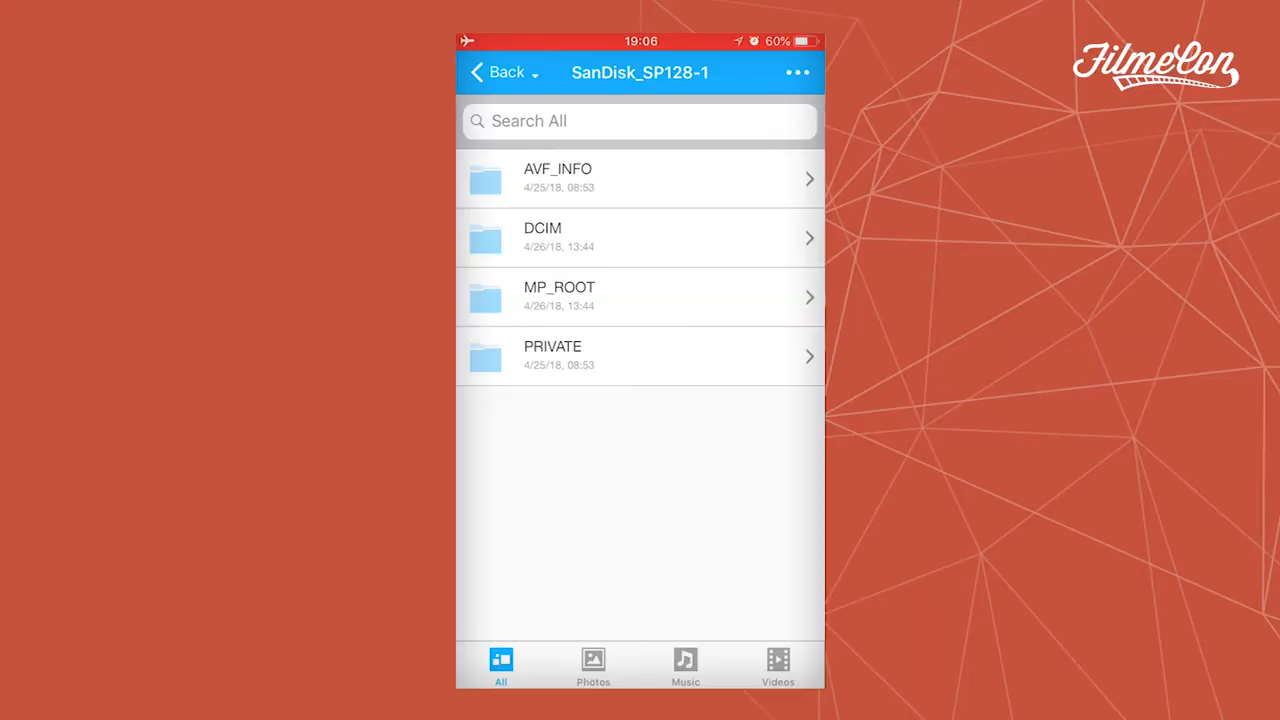 19:06
60%
Back
SanDisk_SP128-1
FilmeCon
Search All
AVF_INFO
4/25/18, 08:53
DCIM
4/26/18, 13:44
MP_ROOT
4/26/18, 13:44
PRIVATE
4/25/18, 08:53
All
Photos
Music
Videos